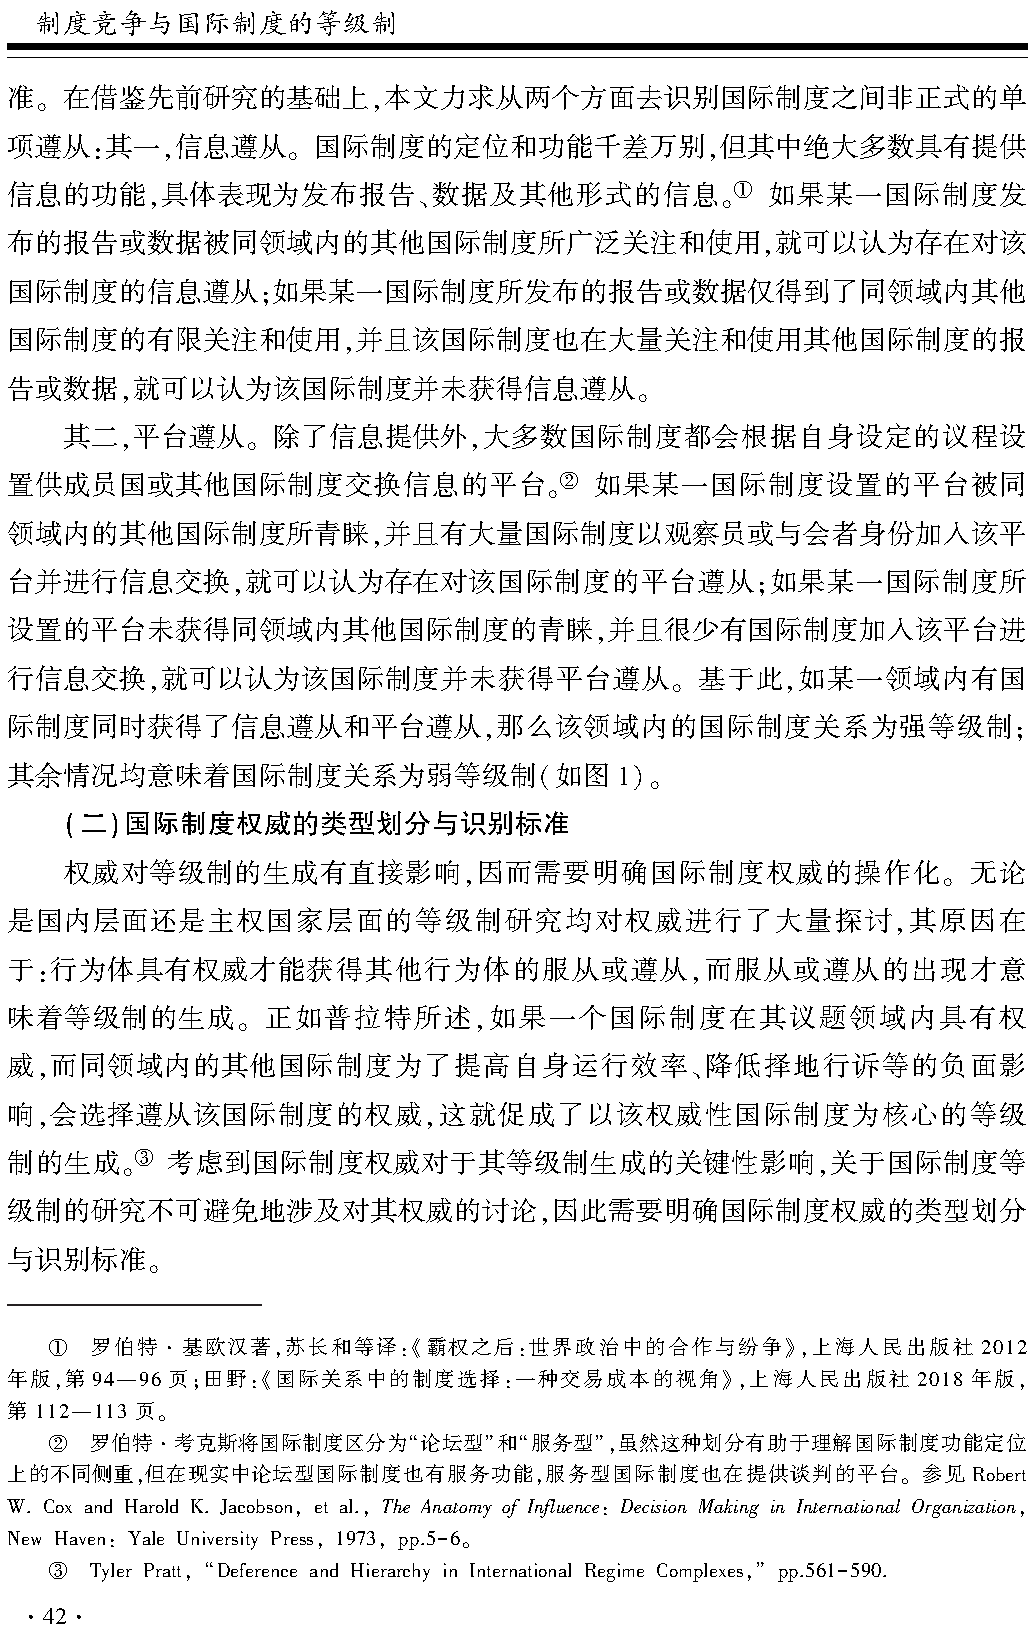 制度竞争与国际制度的等级制
准。在借鉴先前研究的基础上,本文力求从两个方面去识别国际制度之间非正式的单
项遵从:其一,信息遵从。国际制度的定位和功能千差万别,但其中绝大多数具有提供
信息的功能,具体表现为发布报告、数据及其他形式的信息。① 如果某一国际制度发
布的报告或数据被同领域内的其他国际制度所广泛关注和使用,就可以认为存在对该
国际制度的信息遵从;如果某一国际制度所发布的报告或数据仅得到了同领域内其他
国际制度的有限关注和使用,并且该国际制度也在大量关注和使用其他国际制度的报
告或数据,就可以认为该国际制度并未获得信息遵从。
其二,平台遵从。除了信息提供外,大多数国际制度都会根据自身设定的议程设
置供成员国或其他国际制度交换信息的平台。② 如果某一国际制度设置的平台被同
领域内的其他国际制度所青睐,并且有大量国际制度以观察员或与会者身份加入该平
台并进行信息交换,就可以认为存在对该国际制度的平台遵从;如果某一国际制度所
设置的平台未获得同领域内其他国际制度的青睐,并且很少有国际制度加入该平台进
行信息交换,就可以认为该国际制度并未获得平台遵从。基于此,如某一领域内有国
际制度同时获得了信息遵从和平台遵从,那么该领域内的国际制度关系为强等级制;
其余情况均意味着国际制度关系为弱等级制(如图1)。
(二)国际制度权威的类型划分与识别标准
权威对等级制的生成有直接影响,因而需要明确国际制度权威的操作化。无论
是国内层面还是主权国家层面的等级制研究均对权威进行了大量探讨,其原因在
于:行为体具有权威才能获得其他行为体的服从或遵从,而服从或遵从的出现才意
味着等级制的生成。正如普拉特所述,如果一个国际制度在其议题领域内具有权
威,而同领域内的其他国际制度为了提高自身运行效率、降低择地行诉等的负面影
响,会选择遵从该国际制度的权威,这就促成了以该权威性国际制度为核心的等级
制的生成。③ 考虑到国际制度权威对于其等级制生成的关键性影响,关于国际制度等
级制的研究不可避免地涉及对其权威的讨论,因此需要明确国际制度权威的类型划分
与识别标准。
① 罗伯特·基欧汉著,苏长和等译:《霸权之后:世界政治中的合作与纷争》,上海人民出版社2012
年版,第94—96页;田野:《国际关系中的制度选择:一种交易成本的视角》,上海人民出版社2018年版,
第112—113页。
② 罗伯特·考克斯将国际制度区分为“论坛型”和“服务型”,虽然这种划分有助于理解国际制度功能定位
上的不同侧重,但在现实中论坛型国际制度也有服务功能,服务型国际制度也在提供谈判的平台。参见Robert
W. Cox and Harold K. Jacobson, et al., The Anatomy of Influence: Decision Making in International Organization,
New Haven: Yale University Press, 1973, pp.5-6。
③ Tyler Pratt, “Deference and Hierarchy in International Regime Complexes,” pp.561-590.
·42·